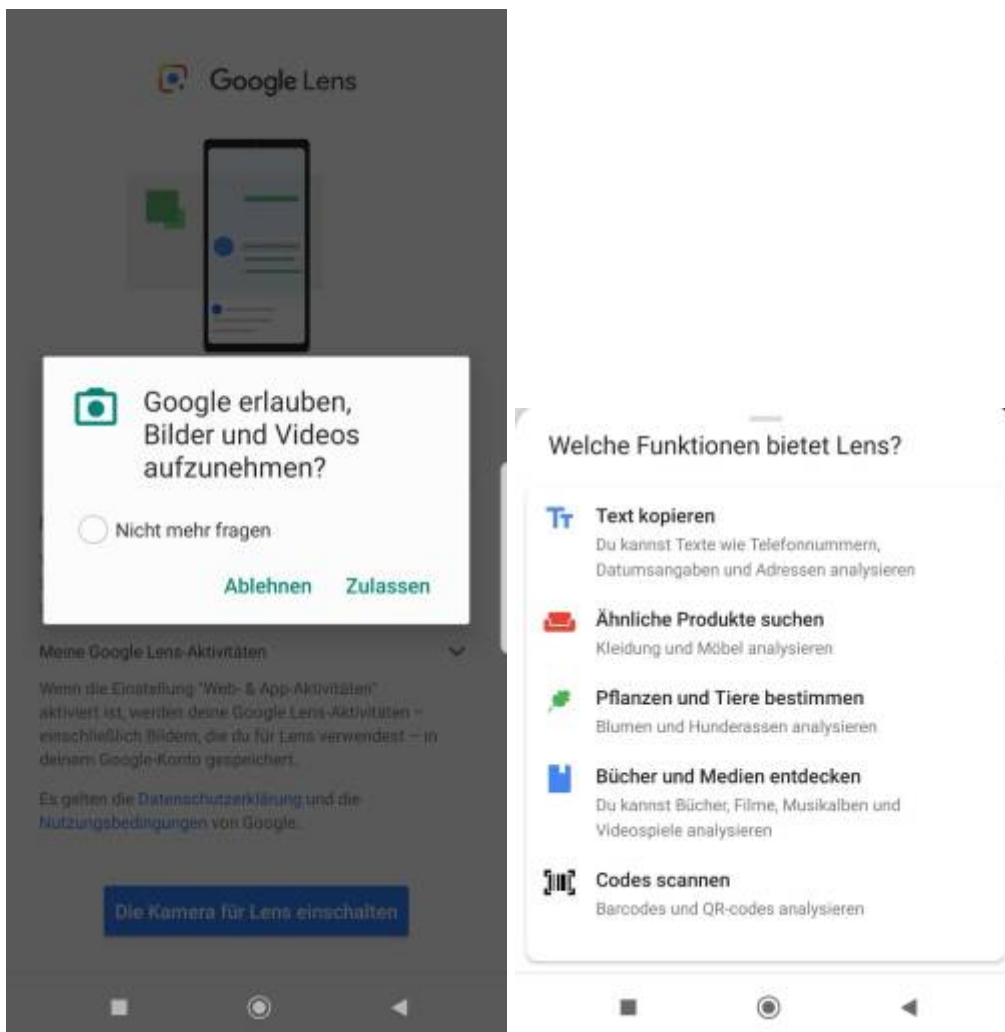 Google Lens
Google erlauben,
Bilder und Videos
aufzunehmen?
Nicht mehr fragen
Ablehnen Zulassen
Meine Google Lens-Aktivitäten
Wenn die Einstellung "Web- & App-Aktivitäten"
aktiviert ist, werden deine Google Lens-Aktivitäten –
einschließlich Bildern, die du für Lens verwendest – in
deinem Google-Konto gespeichert.
Es gelten die Datenschutzerklärung und die
Nutzungsbedingungen von Google.
Die Kamera für Lens einschalten
Welche Funktionen bietet Lens?
Text kopieren
Du kannst Texte wie Telefonnummern,
Datumsangaben und Adressen analysieren
Ähnliche Produkte suchen
Kleidung und Möbel analysieren
Pflanzen und Tiere bestimmen
Blumen und Hunderassen analysieren
Bücher und Medien entdecken
Du kannst Bücher, Filme, Musikalben und
Videospiele analysieren
Codes scannen
Barcodes und QR-codes analysieren